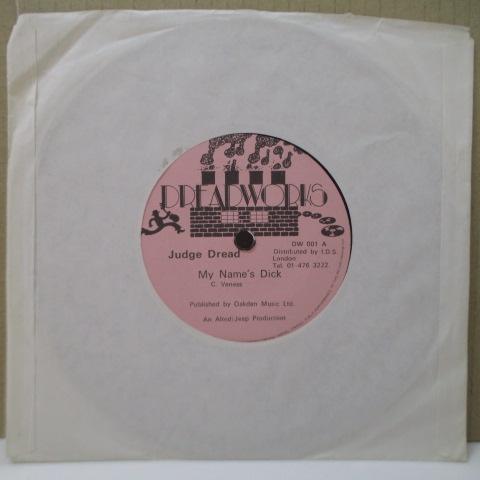 DREADWORKS
DW 001 A
Judge Dread
Distributed by I.D.S.
London
Tel. 01-476 3222.
My Name's Dick
C. Vaness
Published by Oakden Music Ltd.
An Alted/Jeep Production